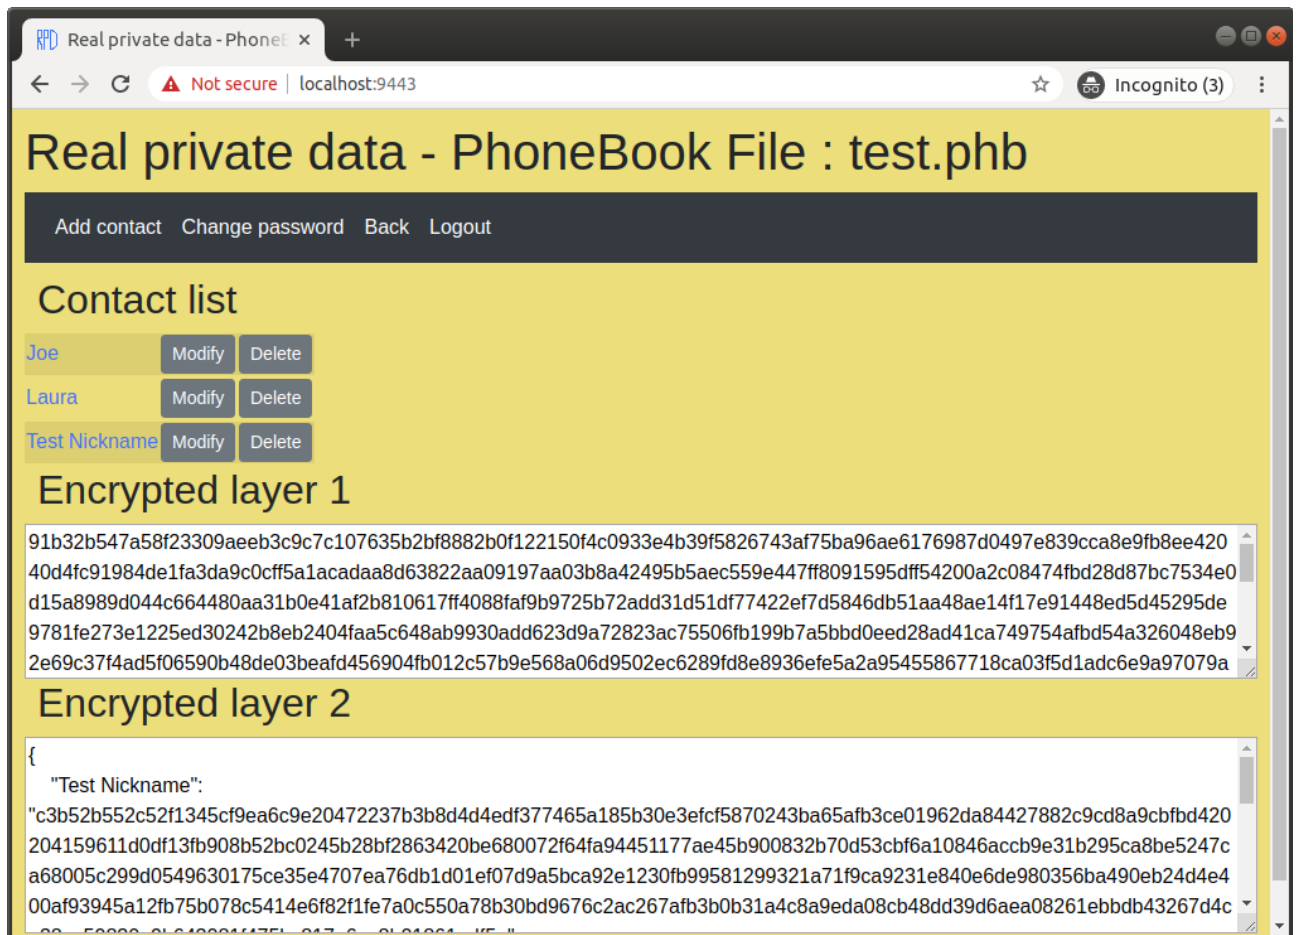 RPD Real private data - PhoneE
Not secure | localhost:9443
Incognito (3)
Real private data - PhoneBook File : test.phb
Add contact Change password Back Logout
Contact list
Joe Modify Delete
Laura Modify Delete
Test Nickname Modify Delete
Encrypted layer 1
91b32b547a58f23309aeeb3c9c7c107635b2bf8882b0f122150f4c0933e4b39f5826743af75ba96ae6176987d0497e839cca8e9fb8ee420
40d4fc91984de1fa3da9c0cff5a1acadaa8d63822aa09197aa03b8a42495b5aec559e447ff8091595dff54200a2c08474fbd28d87bc7534e0
d15a8989d044c664480aa31b0e41af2b810617ff4088faf9b9725b72add31d51df77422ef7d5846db51aa48ae14f17e91448ed5d45295de
9781fe273e1225ed30242b8eb2404faa5c648ab9930add623d9a72823ac75506fb199b7a5bbd0eed28ad41ca749754afbd54a326048eb9
2e69c37f4ad5f06590b48de03beafd456904fb012c57b9e568a06d9502ec6289fd8e8936efe5a2a95455867718ca03f5d1adc6e9a97079a
Encrypted layer 2
{
"Test Nickname":
"c3b52b552c52f1345cf9ea6c9e20472237b3b8d4d4edf377465a185b30e3efcf5870243ba65afb3ce01962da84427882c9cd8a9cbfbd420
204159611d0df13fb908b52bc0245b28bf2863420be680072f64fa94451177ae45b900832b70d53cbf6a10846accb9e31b295ca8be5247c
a68005c299d0549630175ce35e4707ea76db1d01ef07d9a5bca92e1230fb99581299321a71f9ca9231e840e6de980356ba490eb24d4e4
00af93945a12fb75b078c5414e6f82f1fe7a0c550a78b30bd9676c2ac267afb3b0b31a4c8a9eda08cb48dd39d6aea08261ebbdb43267d4c